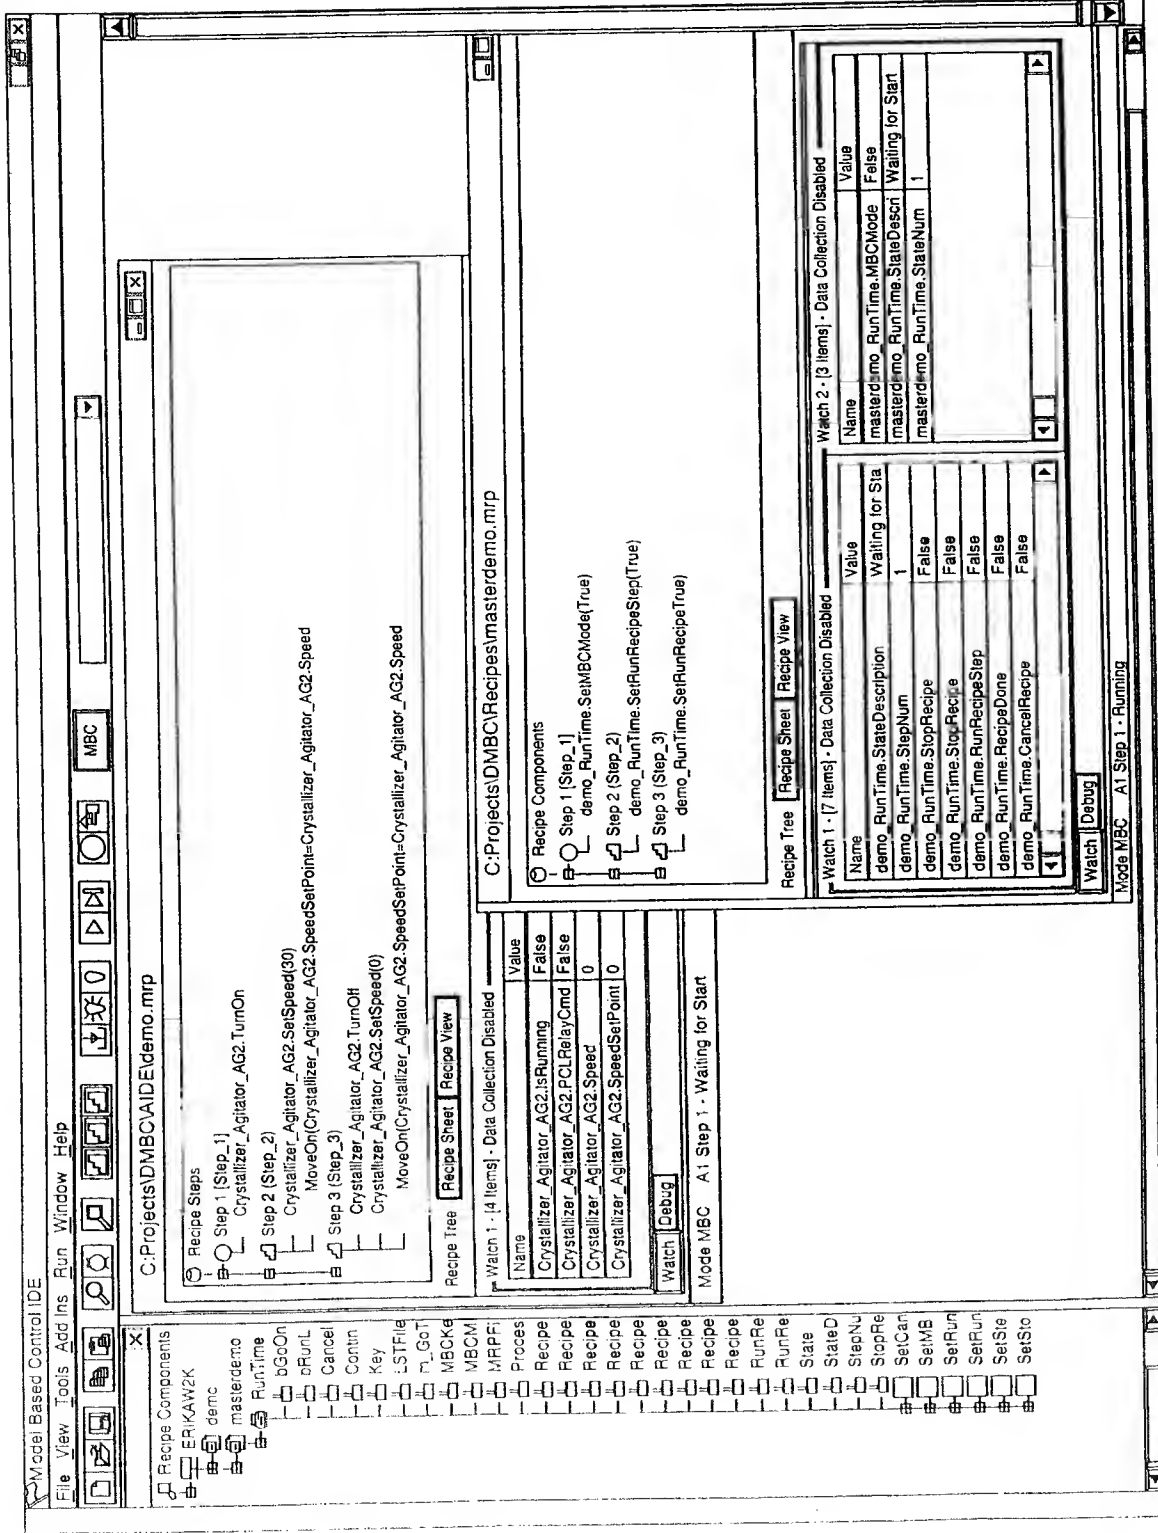 Model Based Control IDE
File View Tools Add Ins Run Window Help
MBC
Recipe Components
ERIKAW2K
demo
masterdemo
RunTime
bGoOn
bRunL
Cancel
Contin
Key
LSTFile
m_GoT
MBCKe
MBCM
MRPFi
Proces
Recipe
Recipe
Recipe
Recipe
Recipe
Recipe
Recipe
Recipe
RunRe
RunRe
State
StateD
StepNu
StopRe
SetCan
SetMB
SetRun
SetRun
SetSte
SetSto
C:Projects\DMBC\AIDE\demo.mrp
Recipe Steps
Step 1 [Step_1]
Crystallizer_Agitator_AG2.TurnOn
Step 2 (Step_2)
Crystallizer_Agitator_AG2.SetSpeed(30)
MoveOn(Crystallizer_Agitator_AG2.SpeedSetPoint=Crystallizer_Agitator_AG2.Speed
Step 3 (Step_3)
Crystallizer_Agitator_AG2.TurnOff
Crystallizer_Agitator_AG2.SetSpeed(0)
MoveOn(Crystallizer_Agitator_AG2.SpeedSetPoint=Crystallizer_Agitator_AG2.Speed
Recipe Tree Recipe Sheet Recipe View
Watch 1 - [4 Items] - Data Collection Disabled
Name Value
Crystallizer_Agitator_AG2.IsRunning False
Crystallizer_Agitator_AG2.PCLRelayCmd False
Crystallizer_Agitator_AG2.Speed 0
Crystallizer_Agitator_AG2.SpeedSetPoint 0
Watch Debug
Mode MBC A1 Step 1 - Waiting for Start
C:Projects\DMBC\Recipes\masterdemo.mrp
Recipe Components
Step 1 [Step_1]
demo_RunTime.SetMBCMode(True)
Step 2 (Step_2)
demo_RunTime.SetRunRecipeStep(True)
Step 3 (Step_3)
demo_RunTime.SetRunRecipeTrue)
Recipe Tree Recipe Sheet Recipe View
Watch 1 - [7 Items] - Data Collection Disabled
Name Value
demo_RunTime.StateDescription Waiting for Sta
demo_RunTime.StepNum 1
demo_RunTime.StopRecipe False
demo_RunTime.StopRecipe False
demo_RunTime.RunRecipeStep False
demo_RunTime.RecipeDone False
demo_RunTime.CancelRecipe False
Watch 2 - [3 Items] - Data Collection Disabled
Name Value
masterdemo_RunTime.MBCMode Felse
masterdemo_RunTime.StateDescri Waiting for Start
masterdemo_RunTime.StateNum 1
Watch Debug
Mode MBC A1 Step 1 - Running